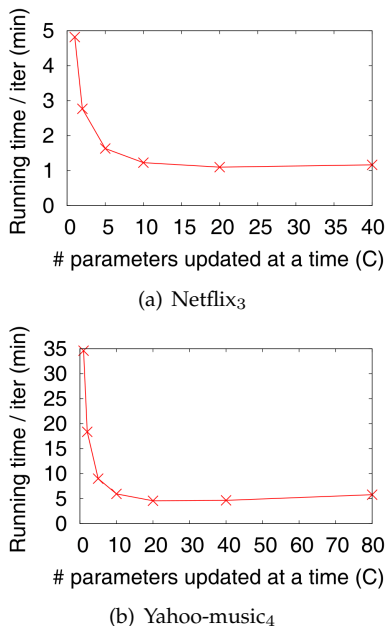 Running time / iter (min)
5
4
3
2
1
0
0 5 10 15 20 25 30 35 40
# parameters updated at a time (C)
(a) Netflix₃
Running time / iter (min)
35
30
25
20
15
10
5
0
0 10 20 30 40 50 60 70 80
# parameters updated at a time (C)
(b) Yahoo-music₄